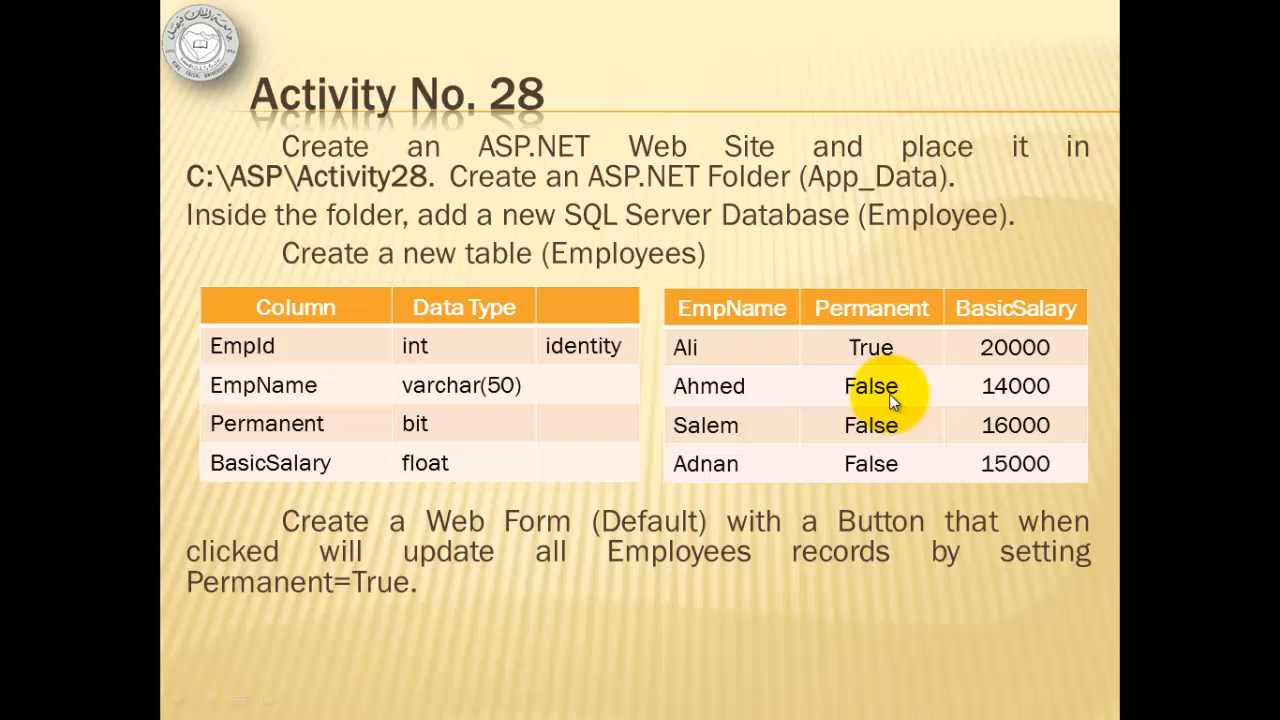 Activity No. 28
Create an ASP.NET Web Site and place it in
C:\ASP\Activity28. Create an ASP.NET Folder (App_Data).
Inside the folder, add a new SQL Server Database (Employee).
Create a new table (Employees)
Column Data Type
EmpId int identity
EmpName varchar(50)
Permanent bit
BasicSalary float
EmpName Permanent BasicSalary
Ali True 20000
Ahmed False 14000
Salem False 16000
Adnan False 15000
Create a Web Form (Default) with a Button that when
clicked will update all Employees records by setting
Permanent=True.